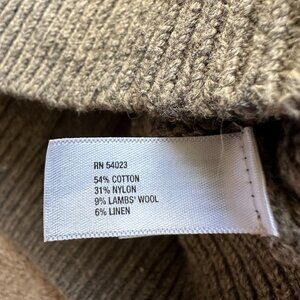 RN 54023
54% COTTON
31% NYLON
9% LAMBS' WOOL
6% LINEN